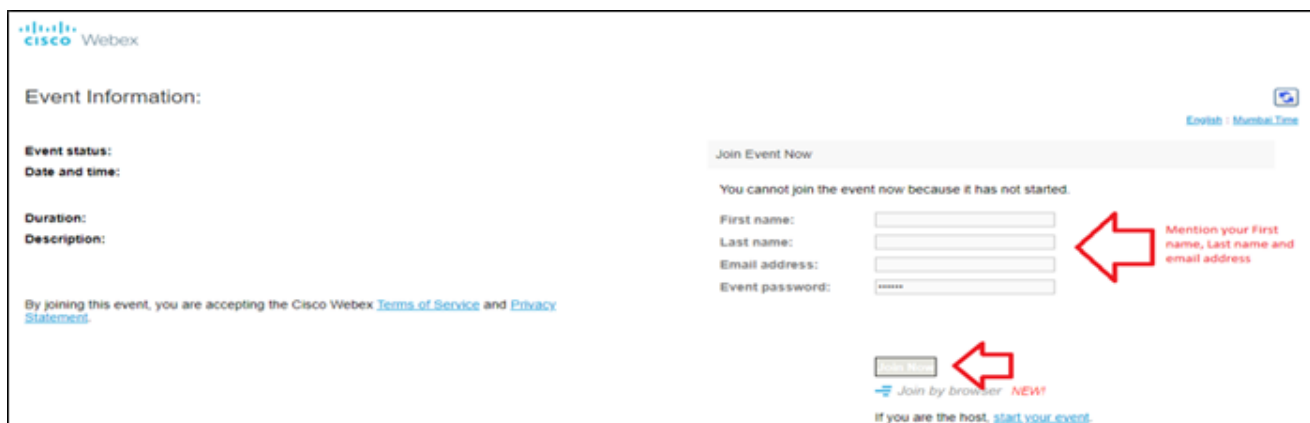 CISCO Webex
Event Information:
English : Mumbai Time
Event status:
Date and time:
Duration:
Description:
By joining this event, you are accepting the Cisco Webex Terms of Service and Privacy
Statement.
Join Event Now
You cannot join the event now because it has not started.
First name:
Last name:
Email address:
Event password:
Mention your First
name, Last name and
email address
Join Now
Join by browser NEW!
If you are the host, start your event.